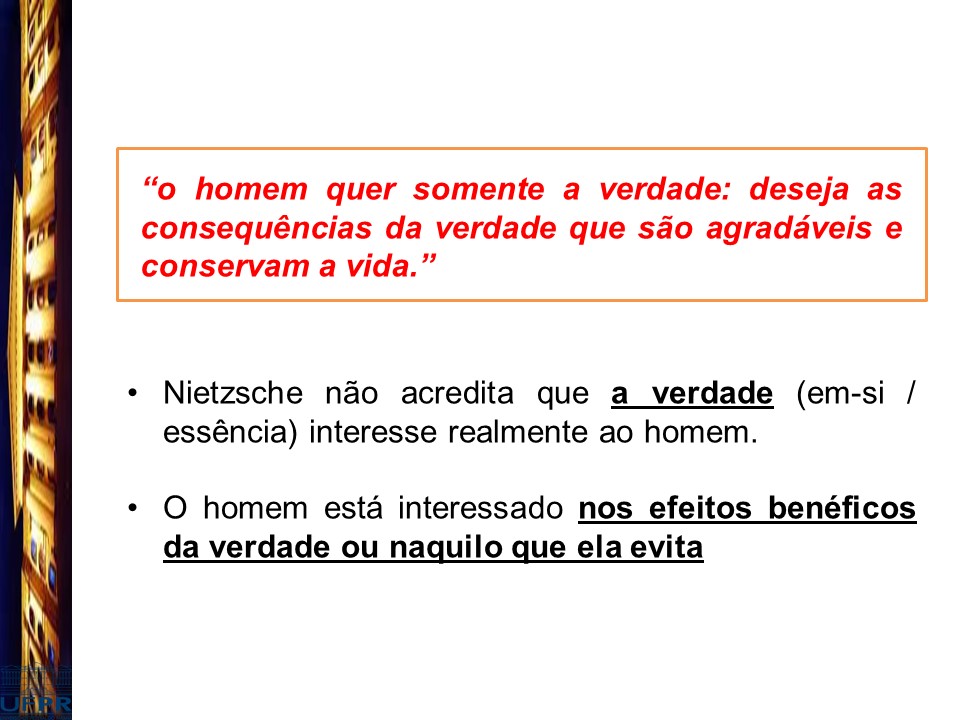 “o homem quer somente a verdade: deseja as
consequências da verdade que são agradáveis e
conservam a vida.”
• Nietzsche não acredita que a verdade (em-si /
essência) interesse realmente ao homem.
• O homem está interessado nos efeitos benéficos
da verdade ou naquilo que ela evita
UFPR